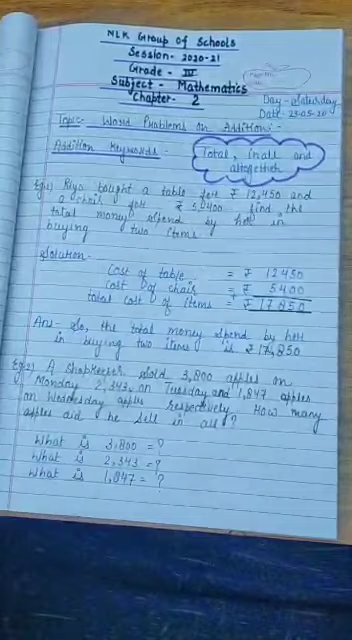 NLK Group of Schools
Session - 2020-21
Grade - IV
Subject - Mathematics
Chapter - 2
Day - Saturday
Date - 23-05-20
Topic - Word Problems on Addition:-
Addition Keywords -
Total, Inall and
altogether
Eg:1) Riya bought a table for ₹ 12,450 and
a chair for ₹ 5,400 find the
total money spend by her in
buying two items.
Solution-
Cost of table = ₹ 12450
Cost of chair = + ₹ 5400
total cost of items = ₹ 17850
Ans- So, the total money spend by her
in buying two items is ₹ 17,850
Eg:2) A shopkeeper sold 3,800 apples on
Monday 2,343 on Tuesday and 1,847 apples
on Wednesday apples respectively. How many
apples did he sell in all?
What is 3,800 = ?
What is 2,343 = ?
What is 1,847 = ?